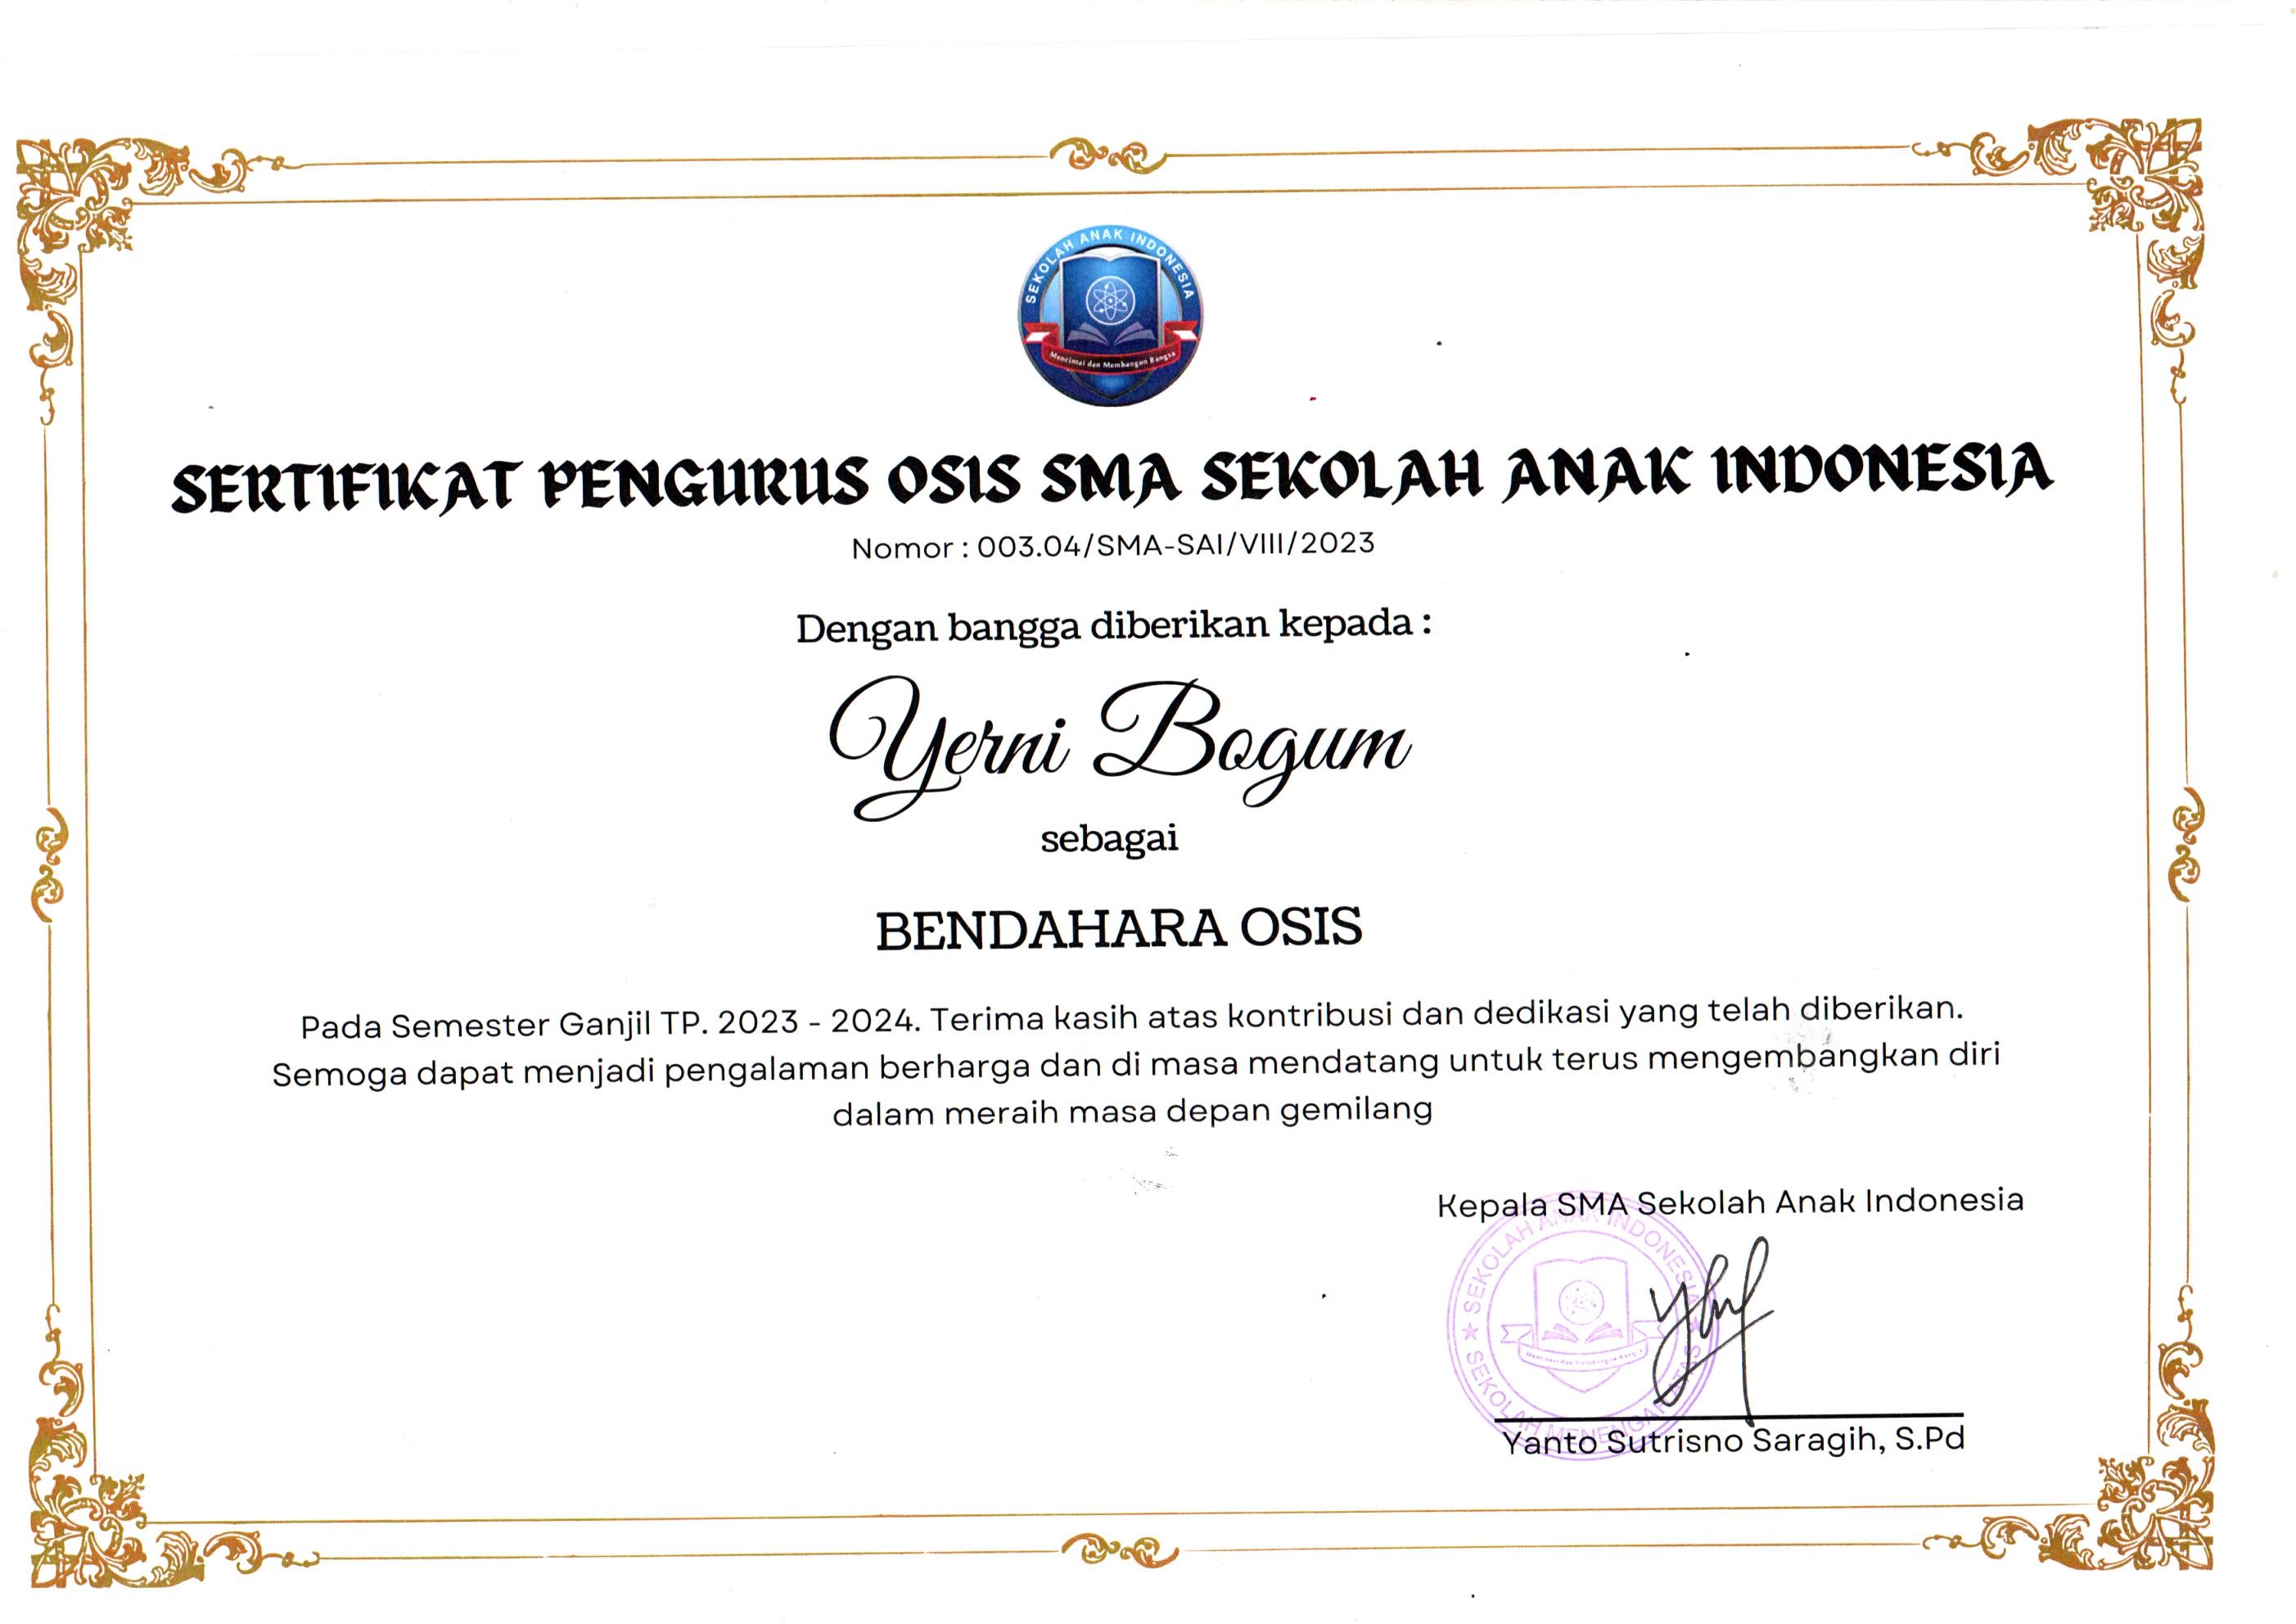 SEKOLAH ANAK INDONESIA
Mencintai dan Membangun Bangsa
SERTIFIKAT PENGURUS OSIS SMA SEKOLAH ANAK INDONESIA
Nomor : 003.04/SMA-SAI/VIII/2023
Dengan bangga diberikan kepada :
Yerni Bogum
sebagai
BENDAHARA OSIS
Pada Semester Ganjil TP. 2023 - 2024. Terima kasih atas kontribusi dan dedikasi yang telah diberikan.
Semoga dapat menjadi pengalaman berharga dan di masa mendatang untuk terus mengembangkan diri
dalam meraih masa depan gemilang
Kepala SMA Sekolah Anak Indonesia
SEKOLAH ANAK INDONESIA
Mencintai dan Membangun Bangsa
SEKOLAH MENENGAH ATAS
Yanto Sutrisno Saragih, S.Pd